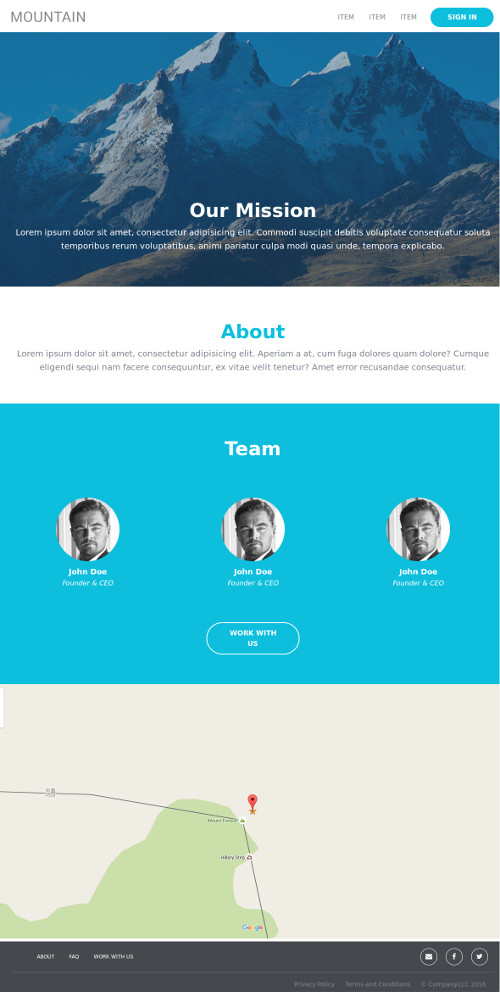 MOUNTAIN
ITEM ITEM ITEM SIGN IN
Our Mission
Lorem ipsum dolor sit amet, consectetur adipisicing elit. Commodi suscipit debitis voluptate consequatur soluta
temporibus rerum voluptatibus, animi pariatur culpa modi quasi unde, tempora explicabo.
About
Lorem ipsum dolor sit amet, consectetur adipisicing elit. Aperiam a at, cum fuga dolores quam dolore? Cumque
eligendi sequi nam facere consequuntur, ex vitae velit tenetur? Amet error recusandae consequatur.
Team
John Doe John Doe John Doe
Founder & CEO Founder & CEO Founder & CEO
WORK WITH
US
Mount Everest
Hillary Step
Google
ABOUT FAQ WORK WITH US
Privacy Policy Terms and Conditions © CompanyLLC 2016